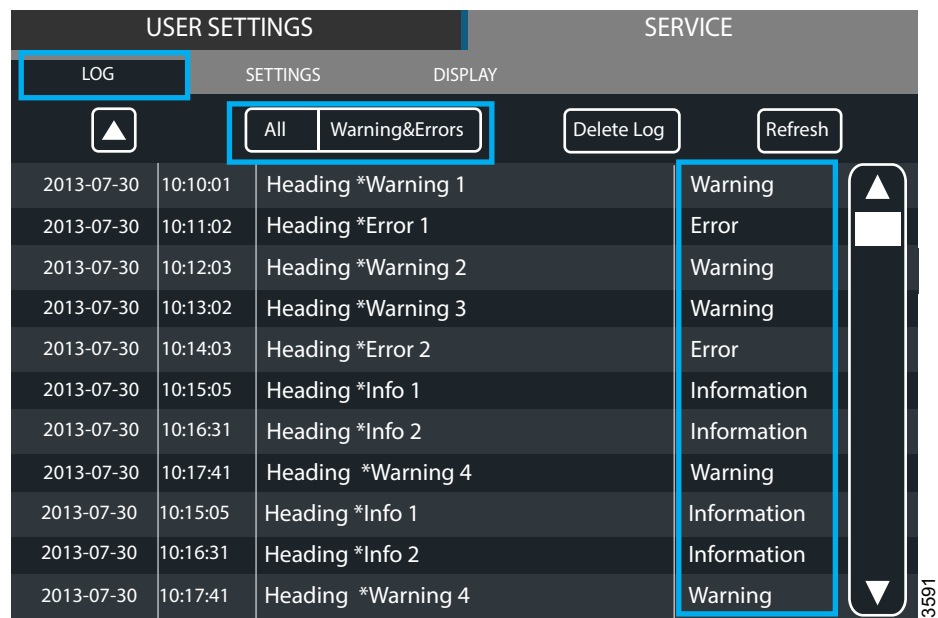 USER SETTINGS SERVICE
LOG SETTINGS DISPLAY
All Warning&Errors Delete Log Refresh
2013-07-30 10:10:01 Heading *Warning 1 Warning
2013-07-30 10:11:02 Heading *Error 1 Error
2013-07-30 10:12:03 Heading *Warning 2 Warning
2013-07-30 10:13:02 Heading *Warning 3 Warning
2013-07-30 10:14:03 Heading *Error 2 Error
2013-07-30 10:15:05 Heading *Info 1 Information
2013-07-30 10:16:31 Heading *Info 2 Information
2013-07-30 10:17:41 Heading  *Warning 4 Warning
2013-07-30 10:15:05 Heading *Info 1 Information
2013-07-30 10:16:31 Heading *Info 2 Information
2013-07-30 10:17:41 Heading  *Warning 4 Warning
3591